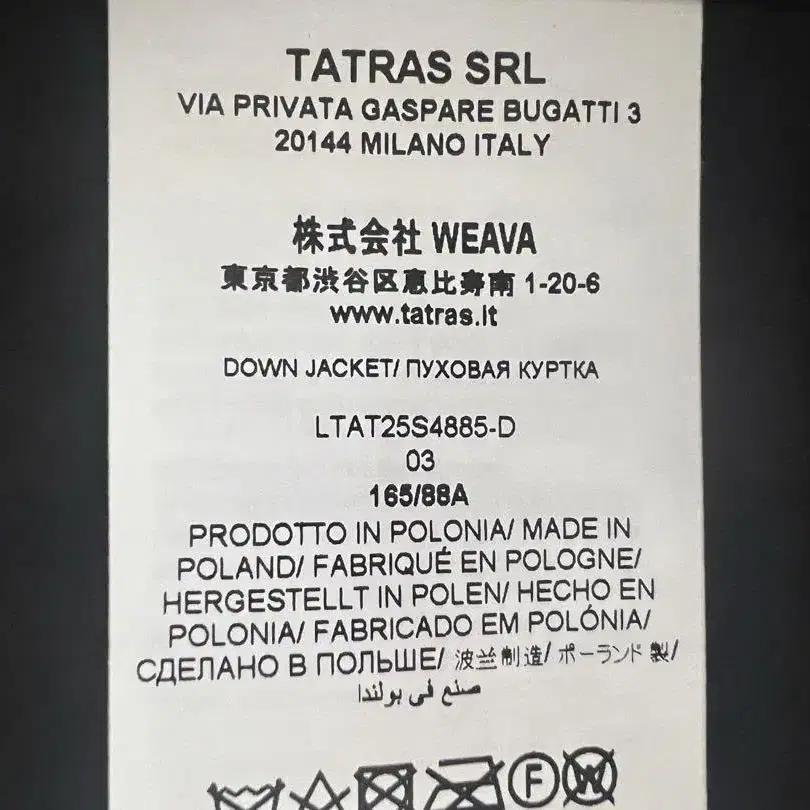 TATRAS SRL
VIA PRIVATA GASPARE BUGATTI 3
20144 MILANO ITALY
株式会社 WEAVA
東京都渋谷区恵比寿南 1-20-6
www.tatras.it
DOWN JACKET/ ПУХОВАЯ КУРТКА
LTAT25S4885-D
03
165/88A
PRODOTTO IN POLONIA/ MADE IN
POLAND/ FABRIQUÉ EN POLOGNE/
HERGESTELLT IN POLEN/ HECHO EN
POLONIA/ FABRICADO EM POLÓNIA/
СДЕЛАНО В ПОЛЬШЕ/ 波兰制造/ ポーランド 製/
صنع في بولندا
F W